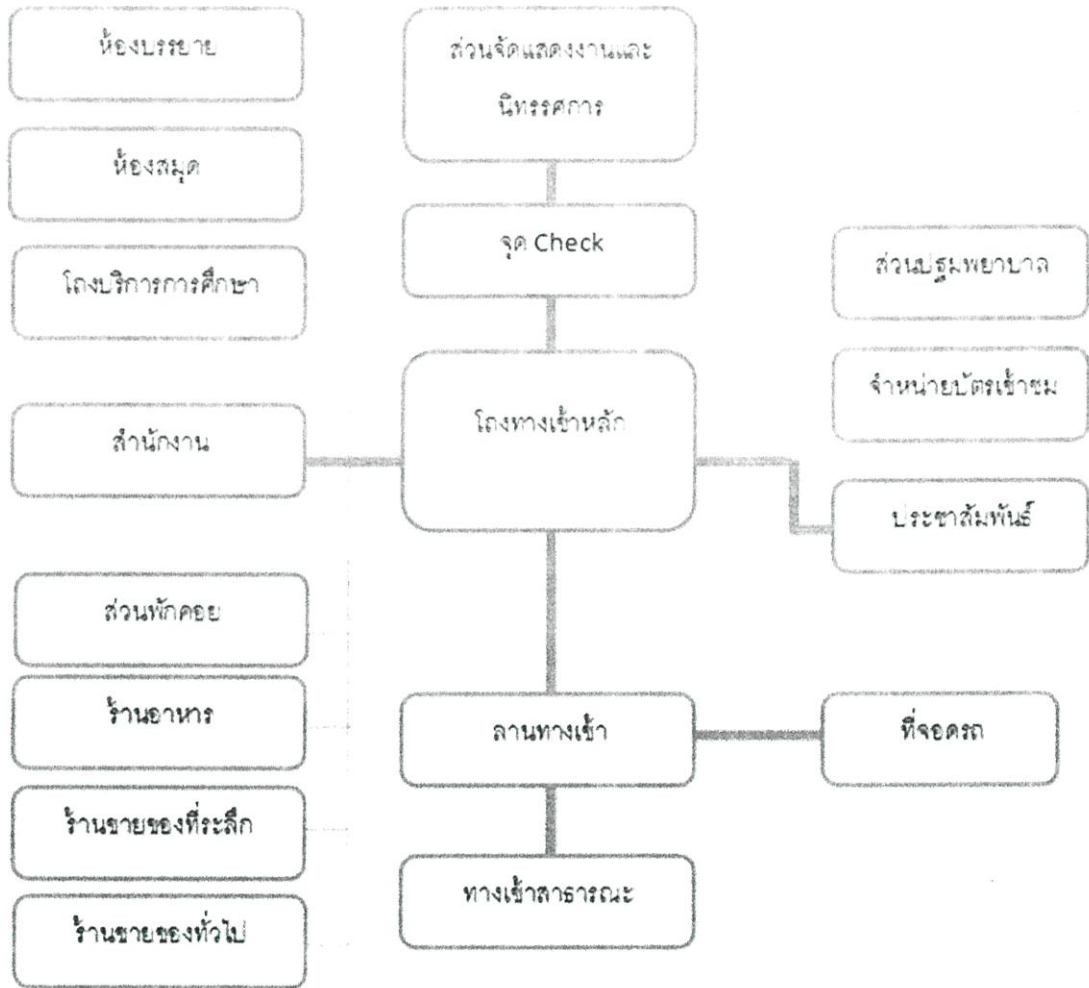 ห้องบรรยาย
ส่วนจัดแสดงงานและ
นิทรรศการ
ห้องสมุด
จุด Check
โถงบริการการศึกษา
ส่วนปฐมพยาบาล
จำหน่ายบัตรเข้าชม
โถงทางเข้าหลัก
สำนักงาน
ประชาสัมพันธ์
ส่วนพักคอย
ร้านอาหาร
ลานทางเข้า
ที่จอดรถ
ร้านขายของที่ระลึก
ทางเข้าสาธารณะ
ร้านขายของทั่วไป